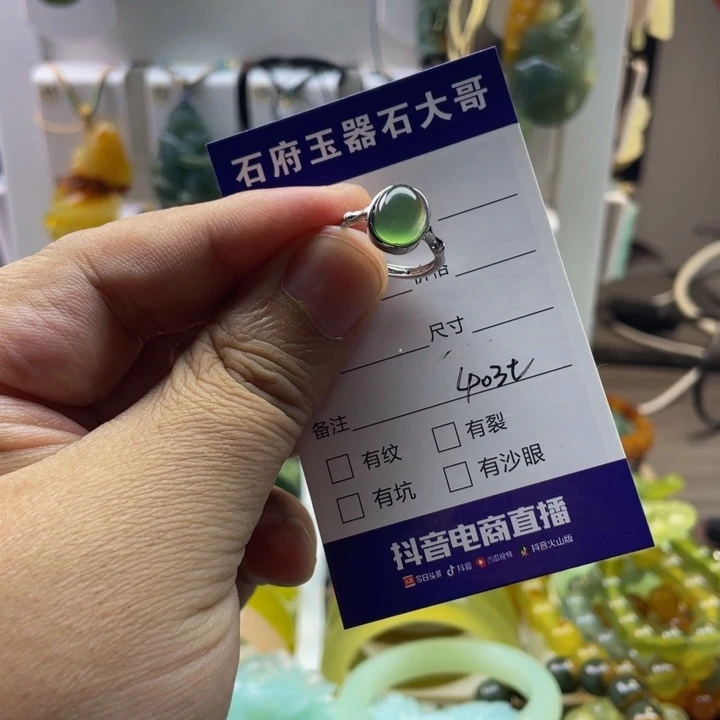 石府玉器石大哥
价格
尺寸
403t
备注
有纹 有裂
有坑 有沙眼
抖音电商直播
今日头条 抖音 西瓜视频 抖音火山版